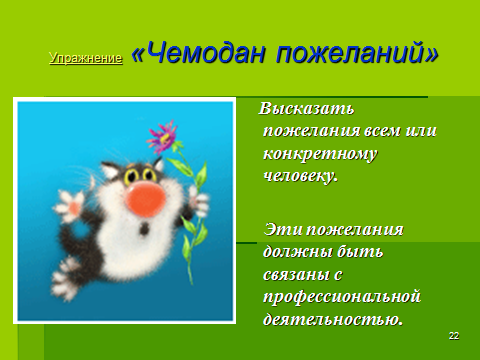 Упражнение «Чемодан пожеланий»
Высказать
пожелания всем или
конкретному
человеку.
Эти пожелания
должны быть
связаны с
профессиональной
деятельностью.
22